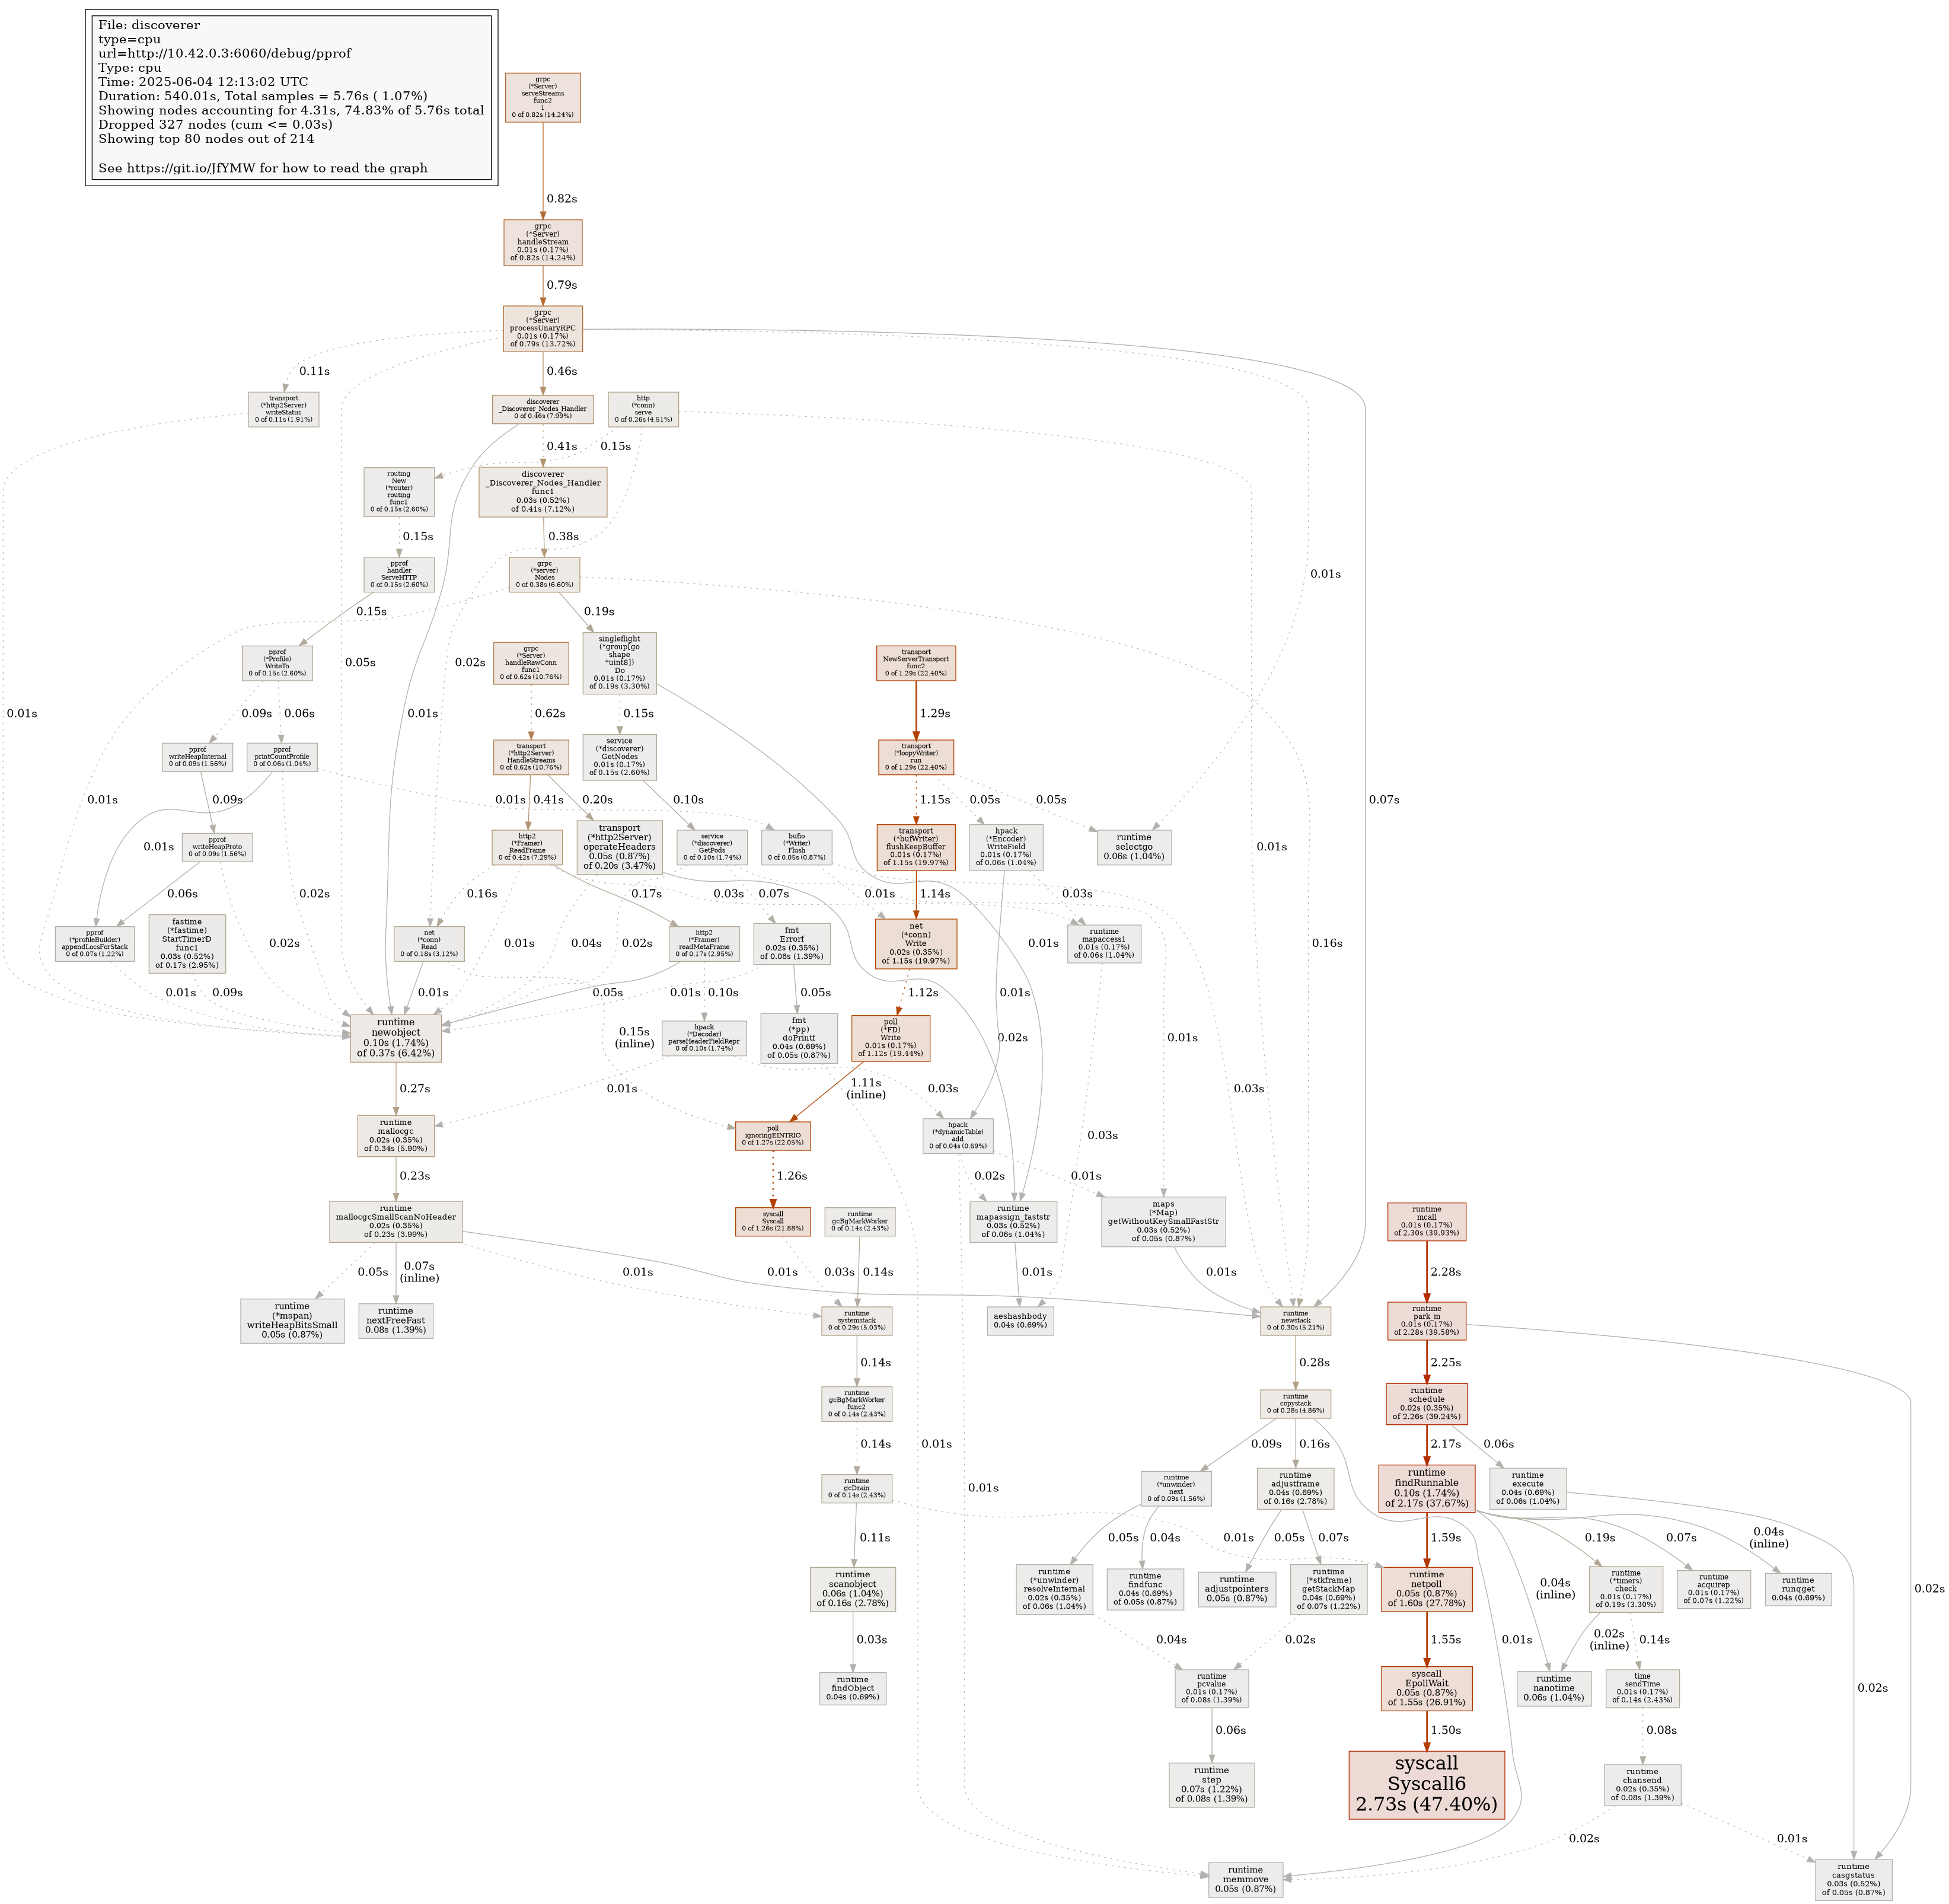 File: discoverer
type=cpu
url=http://10.42.0.3:6060/debug/pprof
Type: cpu
Time: 2025-06-04 12:13:02 UTC
Duration: 540.01s, Total samples = 5.76s ( 1.07%)
Showing nodes accounting for 4.31s, 74.83% of 5.76s total
Dropped 327 nodes (cum <= 0.03s)
Showing top 80 nodes out of 214
See https://git.io/JfYMW for how to read the graph
grpc
(*Server)
serveStreams
func2
1
0 of 0.82s (14.24%)
0.82s
grpc
(*Server)
handleStream
0.01s (0.17%)
of 0.82s (14.24%)
0.79s
grpc
(*Server)
processUnaryRPC
0.01s (0.17%)
of 0.79s (13.72%)
0.11s
0.46s
transport
(*http2Server)
writeStatus
0 of 0.11s (1.91%)
discoverer
_Discoverer_Nodes_Handler
0 of 0.46s (7.99%)
http
(*conn)
serve
0 of 0.26s (4.51%)
0.41s
0.15s
routing
New
(*router)
routing
func1
0 of 0.15s (2.60%)
discoverer
_Discoverer_Nodes_Handler
func1
0.03s (0.52%)
of 0.41s (7.12%)
0.15s
0.38s
pprof
handler
ServeHTTP
0 of 0.15s (2.60%)
grpc
(*server)
Nodes
0 of 0.38s (6.60%)
0.01s
0.15s
0.19s
pprof
(*Profile)
WriteTo
0 of 0.15s (2.60%)
0.05s
0.02s
grpc
(*Server)
handleRawConn
func1
0 of 0.62s (10.76%)
singleflight
(*group[go
shape
*uint8])
Do
0.01s (0.17%)
of 0.19s (3.30%)
transport
NewServerTransport
func2
0 of 1.29s (22.40%)
0.01s
0.09s
0.06s
0.01s
0.62s
0.15s
1.29s
pprof
writeHeapInternal
0 of 0.09s (1.56%)
pprof
printCountProfile
0 of 0.06s (1.04%)
transport
(*http2Server)
HandleStreams
0 of 0.62s (10.76%)
service
(*discoverer)
GetNodes
0.01s (0.17%)
of 0.15s (2.60%)
transport
(*loopyWriter)
run
0 of 1.29s (22.40%)
0.01s
0.09s
0.01s
0.41s
0.20s
0.10s
1.15s
0.05s
0.05s
0.07s
0.01s
pprof
writeHeapProto
0 of 0.09s (1.56%)
http2
(*Framer)
ReadFrame
0 of 0.42s (7.29%)
transport
(*http2Server)
operateHeaders
0.05s (0.87%)
of 0.20s (3.47%)
service
(*discoverer)
GetPods
0 of 0.10s (1.74%)
bufio
(*Writer)
Flush
0 of 0.05s (0.87%)
transport
(*bufWriter)
flushKeepBuffer
0.01s (0.17%)
of 1.15s (19.97%)
hpack
(*Encoder)
WriteField
0.01s (0.17%)
of 0.06s (1.04%)
runtime
selectgo
0.06s (1.04%)
0.01s
0.06s
0.16s
0.17s
0.03s
0.07s
0.01s
1.14s
0.03s
pprof
(*profileBuilder)
appendLocsForStack
0 of 0.07s (1.22%)
fastime
(*fastime)
StartTimerD
func1
0.03s (0.52%)
of 0.17s (2.95%)
0.02s
0.02s
net
(*conn)
Read
0 of 0.18s (3.12%)
0.01s
0.04s
0.02s
http2
(*Framer)
readMetaFrame
0 of 0.17s (2.95%)
fmt
Errorf
0.02s (0.35%)
of 0.08s (1.39%)
net
(*conn)
Write
0.02s (0.35%)
of 1.15s (19.97%)
0.01s
runtime
mapaccess1
0.01s (0.17%)
of 0.06s (1.04%)
0.16s
0.01s
0.09s
0.01s
0.05s
0.10s
0.01s
0.05s
1.12s
0.01s
runtime
newobject
0.10s (1.74%)
of 0.37s (6.42%)
0.15s
(inline)
hpack
(*Decoder)
parseHeaderFieldRepr
0 of 0.10s (1.74%)
fmt
(*pp)
doPrintf
0.04s (0.69%)
of 0.05s (0.87%)
poll
(*FD)
Write
0.01s (0.17%)
of 1.12s (19.44%)
0.02s
0.01s
0.27s
0.01s
1.11s
(inline)
0.03s
0.03s
runtime
mallocgc
0.02s (0.35%)
of 0.34s (5.90%)
poll
ignoringEINTRIO
0 of 1.27s (22.05%)
hpack
(*dynamicTable)
add
0 of 0.04s (0.69%)
0.03s
0.23s
1.26s
0.02s
0.01s
runtime
mallocgcSmallScanNoHeader
0.02s (0.35%)
of 0.23s (3.99%)
syscall
Syscall
0 of 1.26s (21.88%)
runtime
gcBgMarkWorker
0 of 0.14s (2.43%)
runtime
mapassign_faststr
0.03s (0.52%)
of 0.06s (1.04%)
maps
(*Map)
getWithoutKeySmallFastStr
0.03s (0.52%)
of 0.05s (0.87%)
runtime
mcall
0.01s (0.17%)
of 2.30s (39.93%)
0.05s
0.07s
(inline)
0.01s
0.01s
0.03s
0.14s
0.01s
0.01s
2.28s
runtime
(*mspan)
writeHeapBitsSmall
0.05s (0.87%)
runtime
nextFreeFast
0.08s (1.39%)
runtime
systemstack
0 of 0.29s (5.03%)
aeshashbody
0.04s (0.69%)
runtime
newstack
0 of 0.30s (5.21%)
runtime
park_m
0.01s (0.17%)
of 2.28s (39.58%)
0.14s
0.28s
2.25s
runtime
gcBgMarkWorker
func2
0 of 0.14s (2.43%)
runtime
copystack
0 of 0.28s (4.86%)
runtime
schedule
0.02s (0.35%)
of 2.26s (39.24%)
0.14s
0.01s
0.09s
0.16s
2.17s
0.06s
runtime
gcDrain
0 of 0.14s (2.43%)
0.01s
runtime
(*unwinder)
next
0 of 0.09s (1.56%)
runtime
adjustframe
0.04s (0.69%)
of 0.16s (2.78%)
runtime
findRunnable
0.10s (1.74%)
of 2.17s (37.67%)
runtime
execute
0.04s (0.69%)
of 0.06s (1.04%)
0.11s
0.05s
0.04s
0.01s
0.05s
0.07s
1.59s
0.04s
(inline)
0.19s
0.07s
0.04s
(inline)
0.02s
runtime
scanobject
0.06s (1.04%)
of 0.16s (2.78%)
runtime
(*unwinder)
resolveInternal
0.02s (0.35%)
of 0.06s (1.04%)
runtime
findfunc
0.04s (0.69%)
of 0.05s (0.87%)
runtime
adjustpointers
0.05s (0.87%)
runtime
(*stkframe)
getStackMap
0.04s (0.69%)
of 0.07s (1.22%)
runtime
netpoll
0.05s (0.87%)
of 1.60s (27.78%)
runtime
(*timers)
check
0.01s (0.17%)
of 0.19s (3.30%)
runtime
acquirep
0.01s (0.17%)
of 0.07s (1.22%)
runtime
runqget
0.04s (0.69%)
0.03s
0.04s
0.02s
0.01s
1.55s
0.02s
(inline)
0.14s
runtime
findObject
0.04s (0.69%)
runtime
pcvalue
0.01s (0.17%)
of 0.08s (1.39%)
syscall
EpollWait
0.05s (0.87%)
of 1.55s (26.91%)
runtime
nanotime
0.06s (1.04%)
time
sendTime
0.01s (0.17%)
of 0.14s (2.43%)
0.02s
0.06s
1.50s
0.08s
runtime
step
0.07s (1.22%)
of 0.08s (1.39%)
syscall
Syscall6
2.73s (47.40%)
runtime
chansend
0.02s (0.35%)
of 0.08s (1.39%)
0.02s
0.01s
runtime
memmove
0.05s (0.87%)
runtime
casgstatus
0.03s (0.52%)
of 0.05s (0.87%)